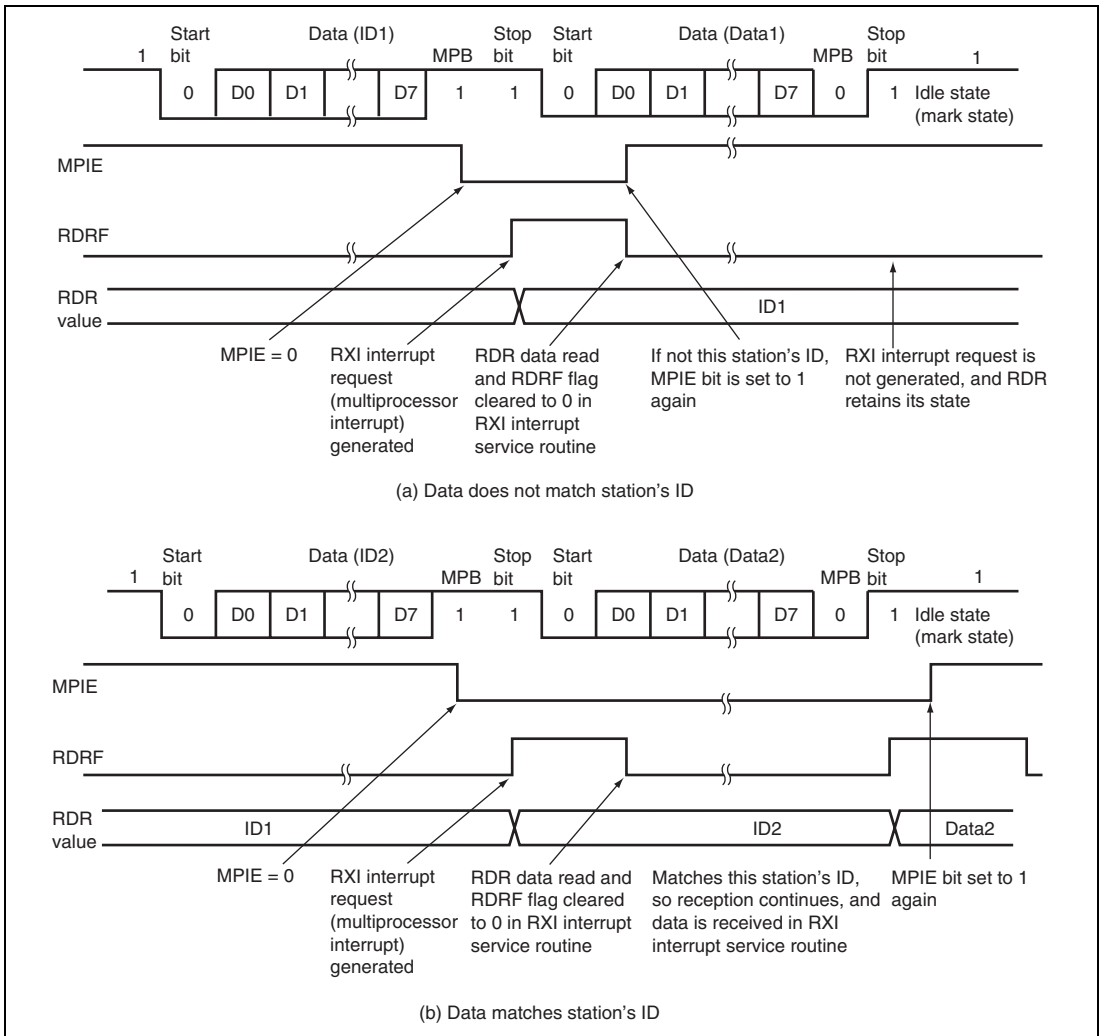 Start bit Data (ID1) MPB Stop bit Start bit Data (Data1) MPB Stop bit
1 0 D0 D1 D7 1 1 0 D0 D1 D7 0 1 1
Idle state
(mark state)
MPIE
RDRF
RDR
value
ID1
MPIE = 0
RXI interrupt
request
(multiprocessor
interrupt)
generated
RDR data read
and RDRF flag
cleared to 0 in
RXI interrupt
service routine
If not this station's ID,
MPIE bit is set to 1
again
RXI interrupt request is
not generated, and RDR
retains its state
(a) Data does not match station's ID
Start bit Data (ID2) MPB Stop bit Start bit Data (Data2) MPB Stop bit
1 0 D0 D1 D7 1 1 0 D0 D1 D7 0 1 1
Idle state
(mark state)
MPIE
RDRF
RDR
value
ID1 ID2 Data2
MPIE = 0
RXI interrupt
request
(multiprocessor
interrupt)
generated
RDR data read and
RDRF flag cleared
to 0 in RXI interrupt
service routine
Matches this station's ID,
so reception continues, and
data is received in RXI
interrupt service routine
MPIE bit set to 1
again
(b) Data matches station's ID